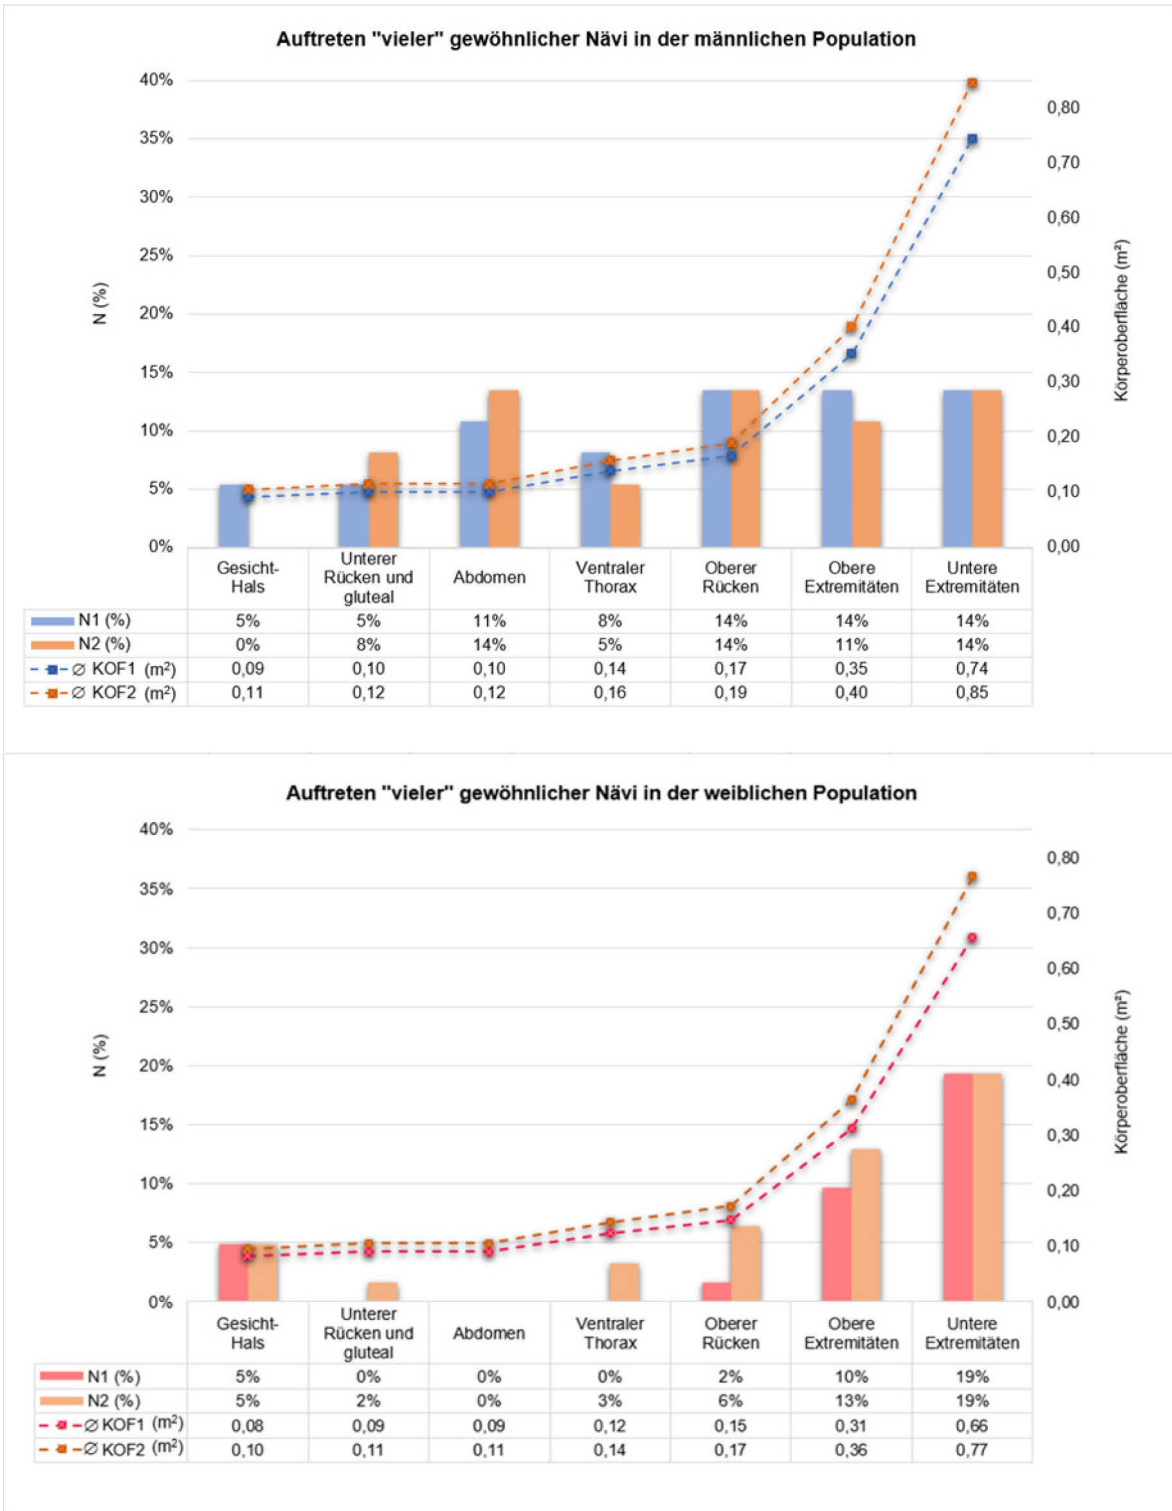 Auftreten "vieler" gewöhnlicher Nävi in der männlichen Population
40%
35%
30%
25%
20%
15%
10%
5%
0%
N (%)
0,80
0,70
0,60
0,50
0,40
0,30
0,20
0,10
0,00
Körperoberfläche (m²)
Gesicht-
Hals
Unterer
Rücken und
gluteal
Abdomen
Ventraler
Thorax
Oberer
Rücken
Obere
Extremitäten
Untere
Extremitäten
N1 (%) 5% 5% 11% 8% 14% 14% 14%
N2 (%) 0% 8% 14% 5% 14% 11% 14%
∅ KOF1 (m²) 0,09 0,10 0,10 0,14 0,17 0,35 0,74
∅ KOF2 (m²) 0,11 0,12 0,12 0,16 0,19 0,40 0,85
Auftreten "vieler" gewöhnlicher Nävi in der weiblichen Population
40%
35%
30%
25%
20%
15%
10%
5%
0%
N (%)
0,80
0,70
0,60
0,50
0,40
0,30
0,20
0,10
0,00
Körperoberfläche (m²)
Gesicht-
Hals
Unterer
Rücken und
gluteal
Abdomen
Ventraler
Thorax
Oberer
Rücken
Obere
Extremitäten
Untere
Extremitäten
N1 (%) 5% 0% 0% 0% 2% 10% 19%
N2 (%) 5% 2% 0% 3% 6% 13% 19%
∅ KOF1 (m²) 0,08 0,09 0,09 0,12 0,15 0,31 0,66
∅ KOF2 (m²) 0,10 0,11 0,11 0,14 0,17 0,36 0,77